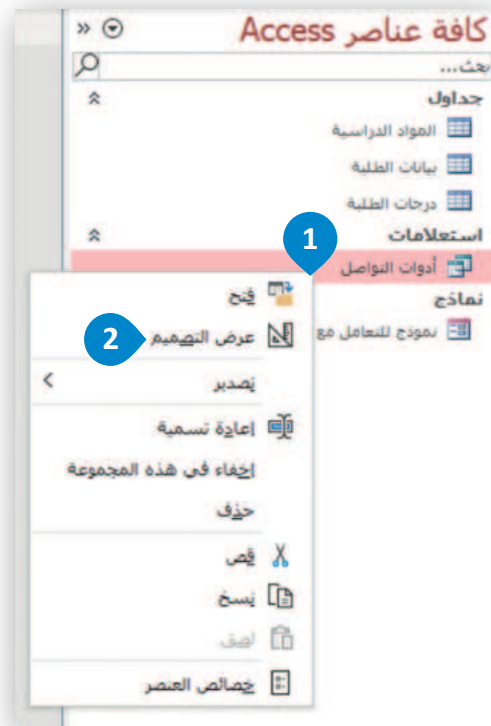 كافة عناصر Access
بحث...
جداول
المواد الدراسية
بيانات الطلبة
درجات الطلبة
استعلامات
1
أدوات التواصل
نماذج
نموذج للتعامل مع
فتح
2 عرض التصميم
تصدير
إعادة تسمية
إخفاء في هذه المجموعة
حذف
قص
نسخ
لصق
خصائص العنصر